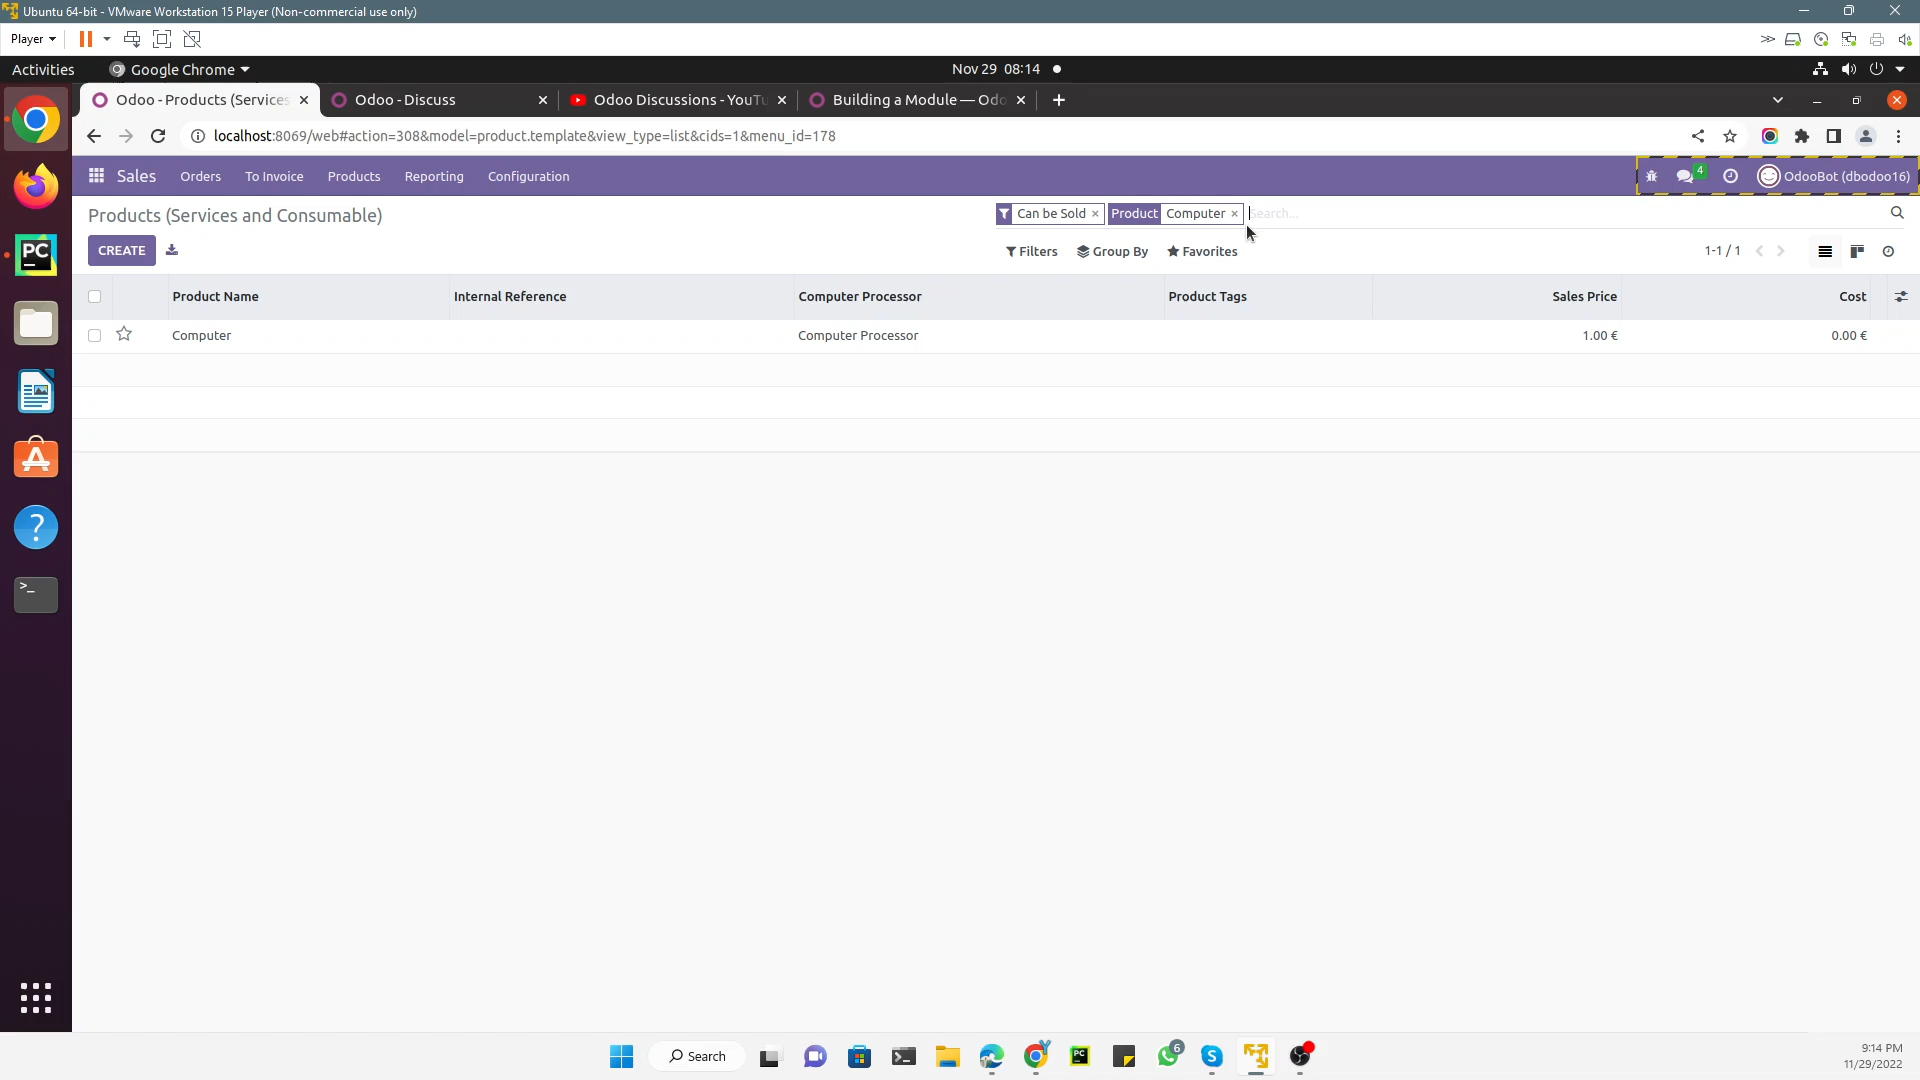 Ubuntu 64-bit - VMware Workstation 15 Player (Non-commercial use only)
Player
Activities
Google Chrome
Nov 29 08:14
Odoo - Products (Services
Odoo - Discuss
Odoo Discussions - YouTu
Building a Module — Odo
localhost:8069/web#action=308&model=product.template&view_type=list&cids=1&menu_id=178
Sales
Orders
To Invoice
Products
Reporting
Configuration
4
OdooBot (dbodoo16)
Products (Services and Consumable)
Can be Sold ×
Product
Computer ×
Search...
CREATE
Filters
Group By
Favorites
1-1 / 1
Product Name
Internal Reference
Computer Processor
Product Tags
Sales Price
Cost
Computer
Computer Processor
1.00 €
0.00 €
PC
>_
Search
PC
6
9:14 PM
11/29/2022